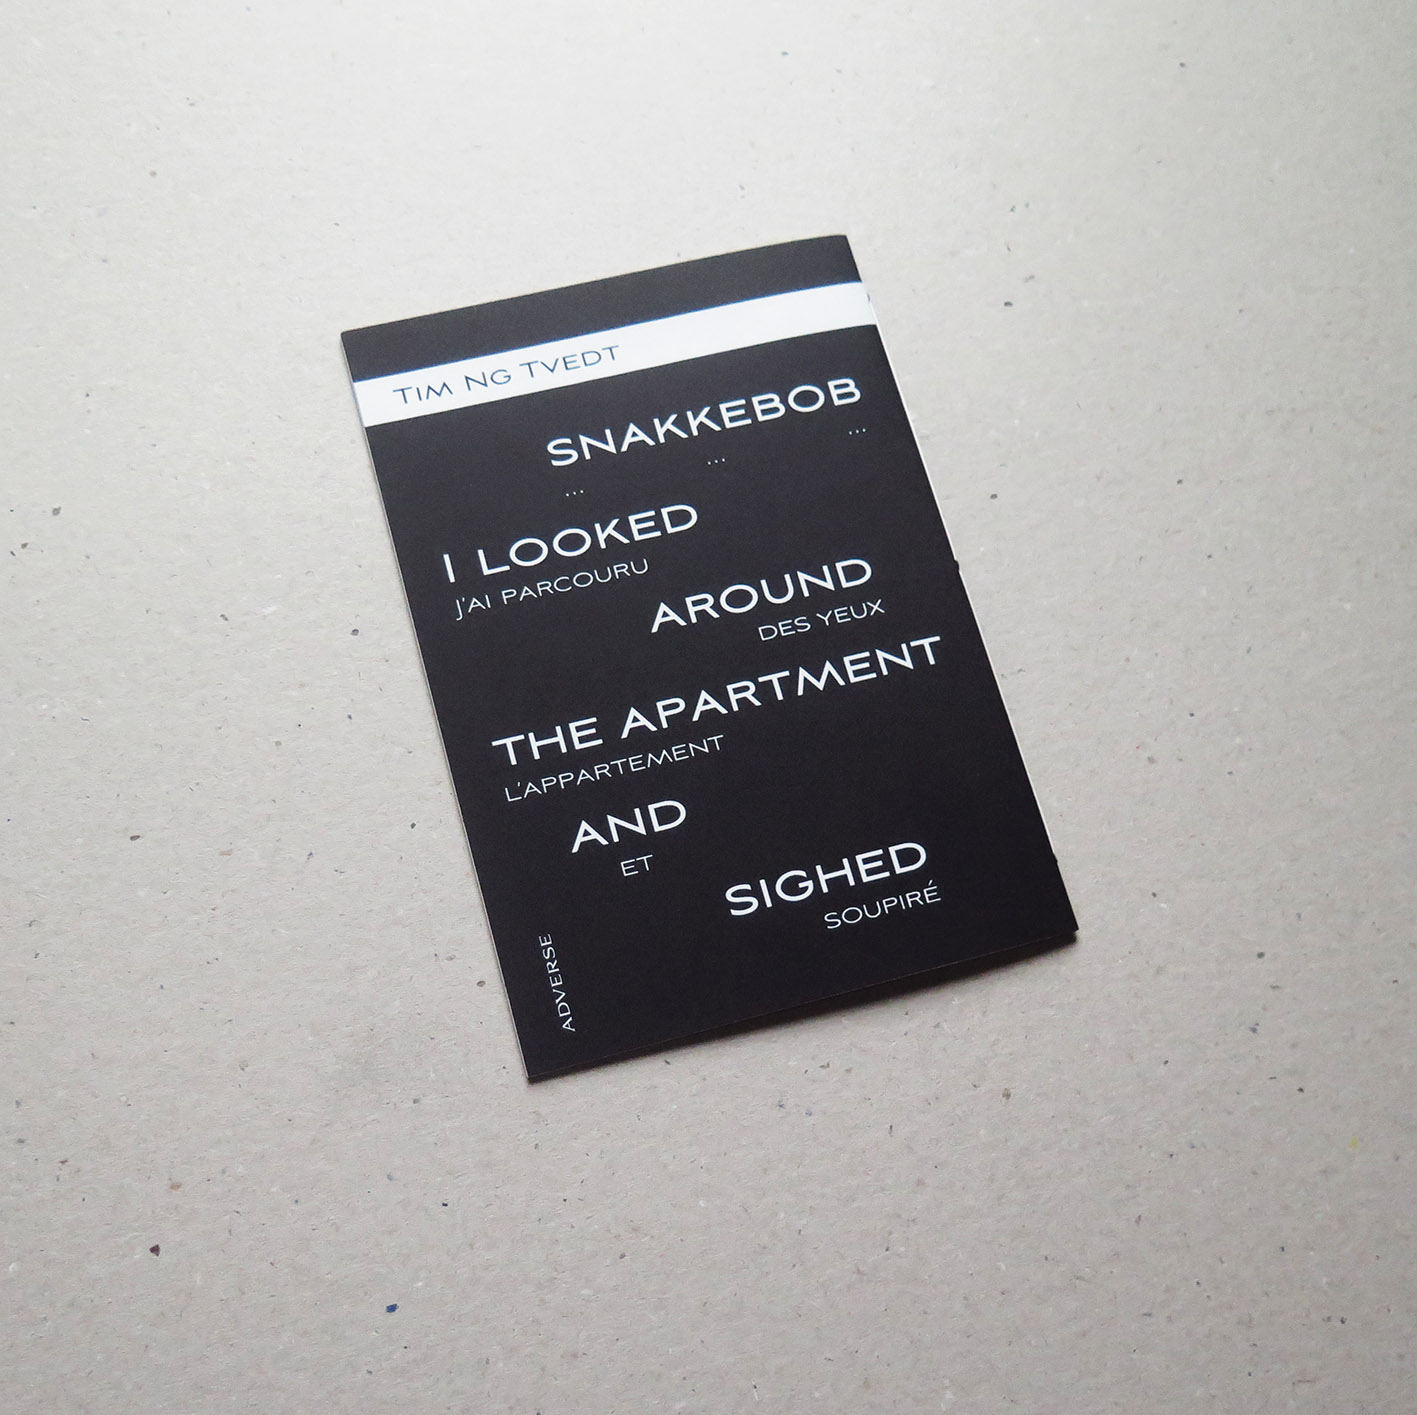 TIM NG TVEDT
SNAKKEBOB
... ... ...
I LOOKED
J'AI PARCOURU
AROUND
DES YEUX
THE APARTMENT
L'APPARTEMENT
AND
ET
SIGHED
SOUPIRÉ
ADVERSE